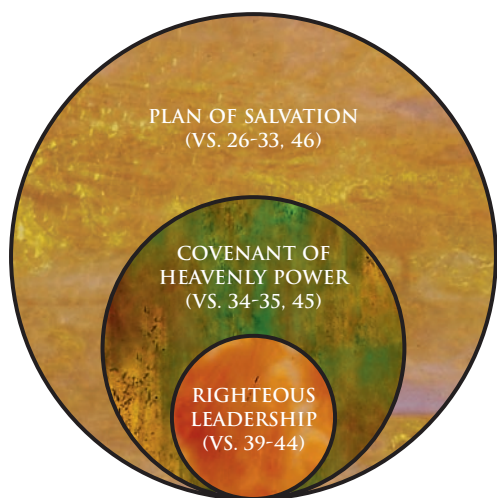 PLAN OF SALVATION
(VS. 26-33, 46)
COVENANT OF
HEAVENLY POWER
(VS. 34-35, 45)
RIGHTEOUS
LEADERSHIP
(VS. 39-44)